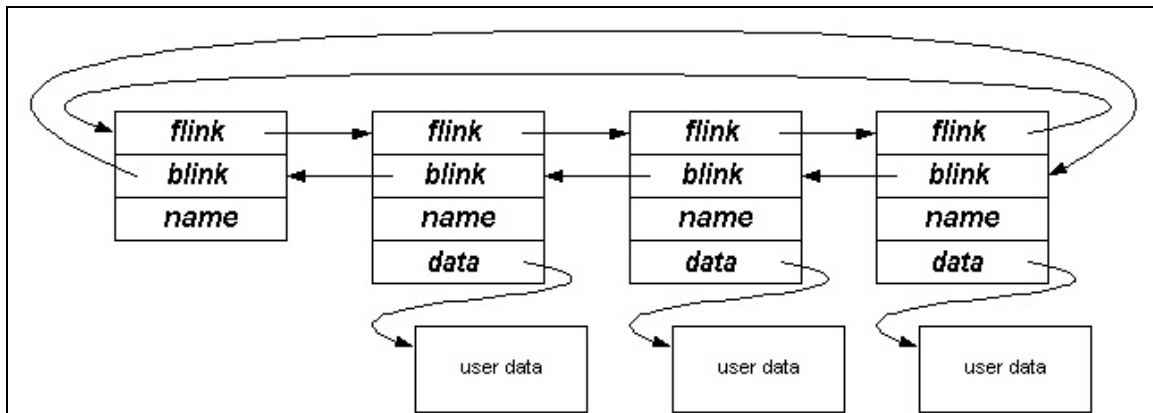 flink flink flink flink
blink blink blink blink
name name name name
data data data
user data user data user data